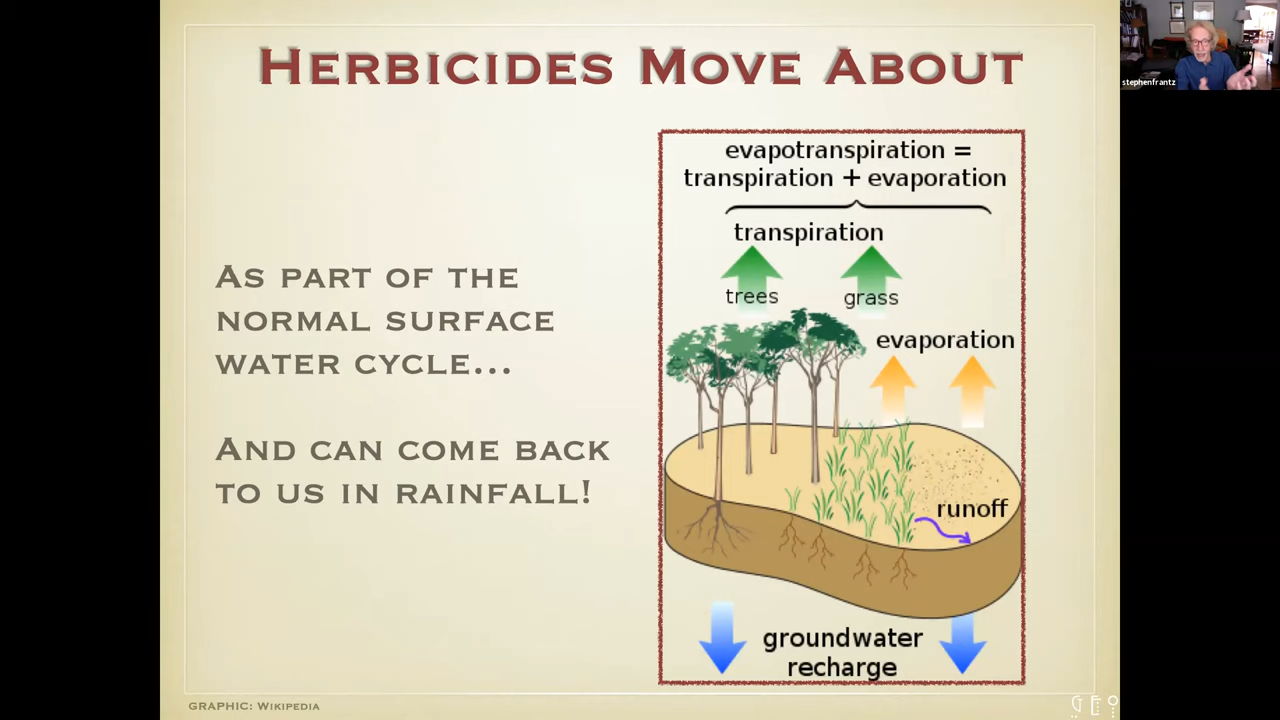 HERBICIDES MOVE ABOUT
stephenfrantz
evapotranspiration =
transpiration + evaporation
transpiration
trees grass
evaporation
AS PART OF THE
NORMAL SURFACE
WATER CYCLE...
AND CAN COME BACK
TO US IN RAINFALL!
runoff
groundwater
recharge
GRAPHIC: WIKIPEDIA
GEO